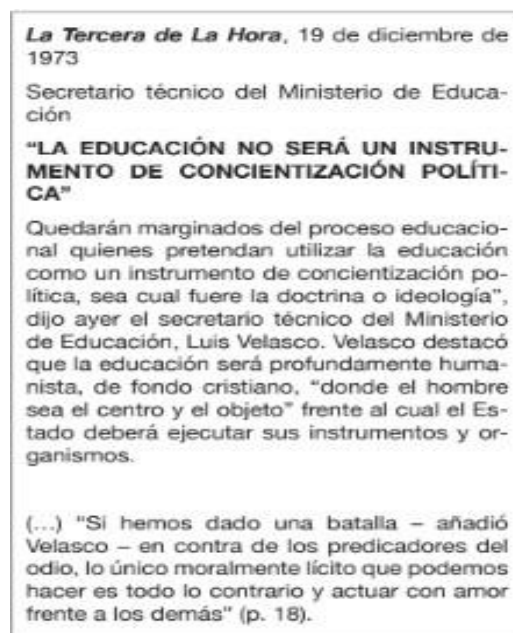 La Tercera de La Hora, 19 de diciembre de
1973
Secretario técnico del Ministerio de Educa-
ción
“LA EDUCACIÓN NO SERÁ UN INSTRU-
MENTO DE CONCIENTIZACIÓN POLÍTI-
CA”
Quedarán marginados del proceso educacio-
nal quienes pretendan utilizar la educación
como un instrumento de concientización po-
lítica, sea cual fuere la doctrina o ideología”,
dijo ayer el secretario técnico del Ministerio
de Educación, Luis Velasco. Velasco destacó
que la educación será profundamente huma-
nista, de fondo cristiano, “donde el hombre
sea el centro y el objeto” frente al cual el Es-
tado deberá ejecutar sus instrumentos y or-
ganismos.
(...) “Si hemos dado una batalla – añadió
Velasco – en contra de los predicadores del
odio, lo único moralmente lícito que podemos
hacer es todo lo contrario y actuar con amor
frente a los demás” (p. 18).